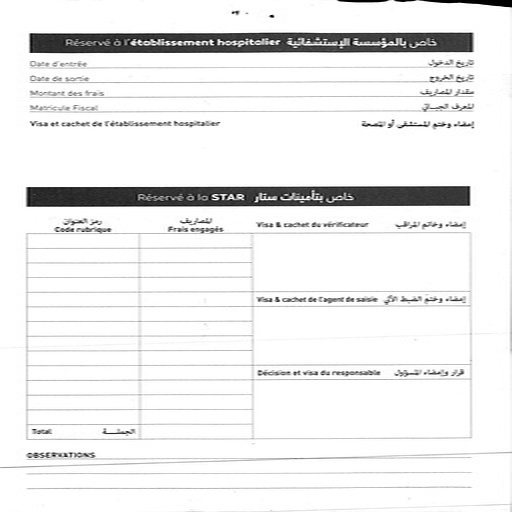 Réservé à l'établissement hospitalier خاص بالمؤسسة الإستشفائية
Date d'entrée تاريخ الدخول
Date de sortie تاريخ الخروج
Montant des frais مقدار المصاريف
Matricule Fiscal المعرف الجبائي
Visa et cachet de l'établissement hospitalier إمضاء وختم المستشفى أو المصحة
Réservé à la STAR خاص بتأمينات ستار
رمز العنوان المصاريف
Code rubrique Frais engagés Visa & cachet du vérificateur إمضاء وخاتم المراقب
Visa & cachet de l'agent de saisie إمضاء وختم الضبط الآلي
Décision et visa du responsable قرار وإمضاء المسؤول
Total الجملــة
OBSERVATIONS